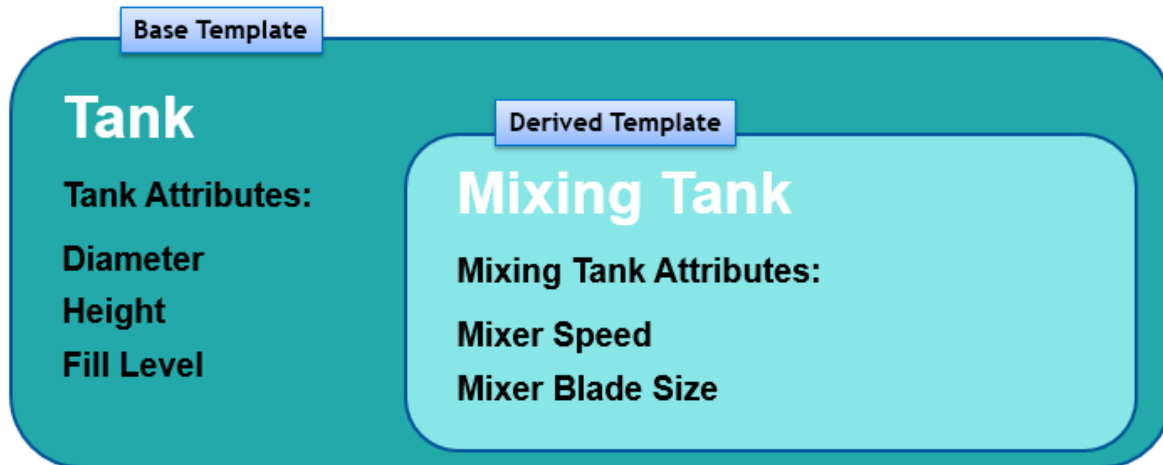 Base Template
Tank
Tank Attributes:
Diameter
Height
Fill Level
Derived Template
Mixing Tank
Mixing Tank Attributes:
Mixer Speed
Mixer Blade Size